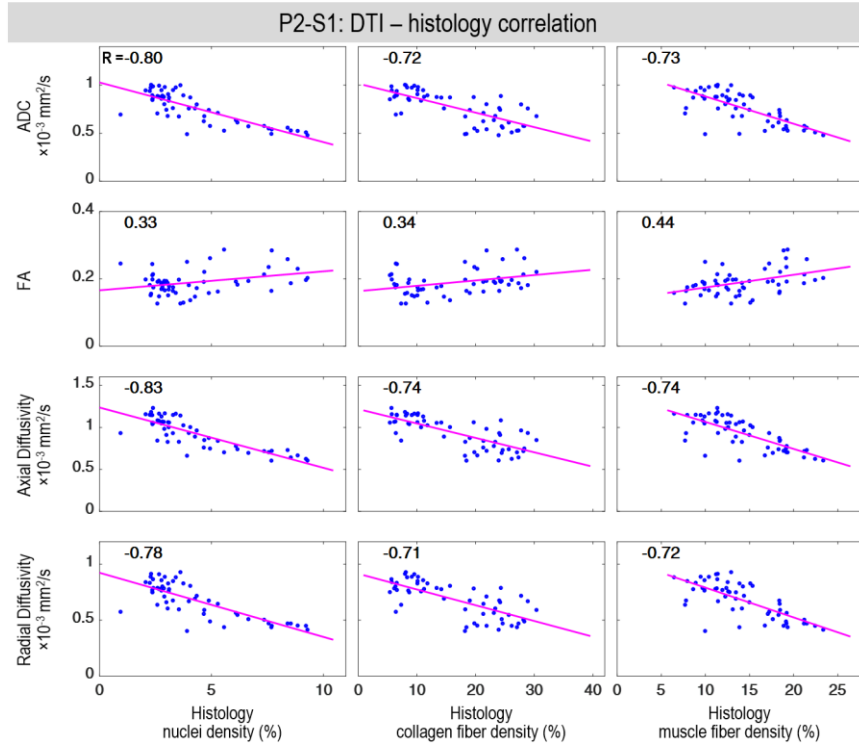 P2-S1: DTI – histology correlation
R =-0.80
-0.72
-0.73
ADC
×10-3 mm2/s
1
0.5
0
0.33
0.34
0.44
FA
0.4
0.2
0
-0.83
-0.74
-0.74
Axial Diffusivity
×10-3 mm2/s
1.5
1
0.5
0
-0.78
-0.71
-0.72
Radial Diffusivity
×10-3 mm2/s
1
0.5
0
0 5 10
0 10 20 30 40
0 5 10 15 20 25
Histology
nuclei density (%)
Histology
collagen fiber density (%)
Histology
muscle fiber density (%)